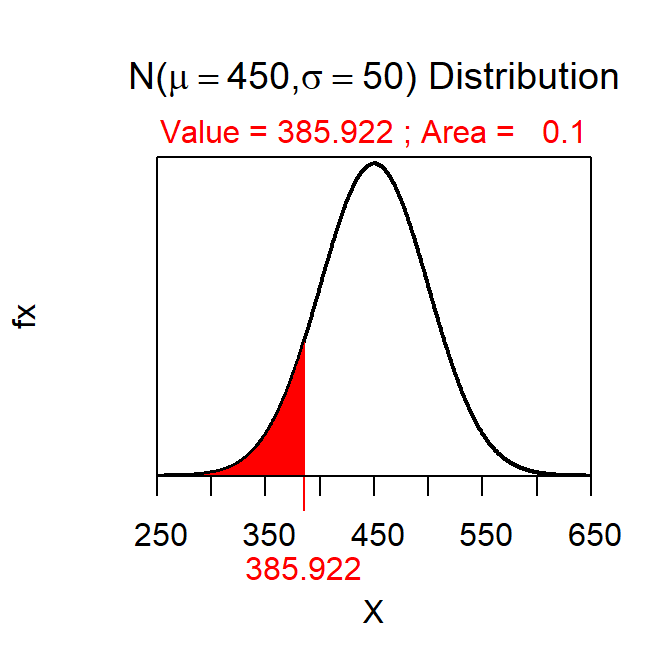 N(μ = 450,σ = 50) Distribution
Value = 385.922 ; Area = 0.1
fx
250 350 450 550 650
385.922
X